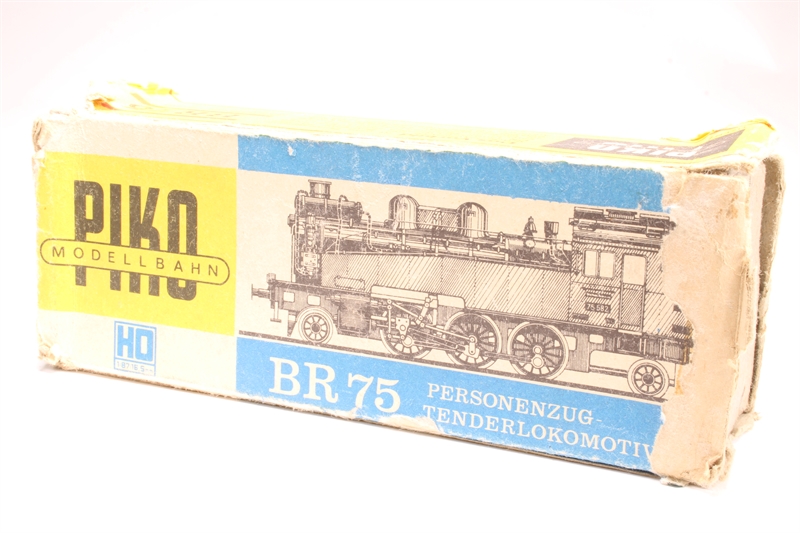 PIKO
MODELLBAHN
HO
BR 75
PERSONENZUG-
TENDERLOKOMOTIV
PIKO